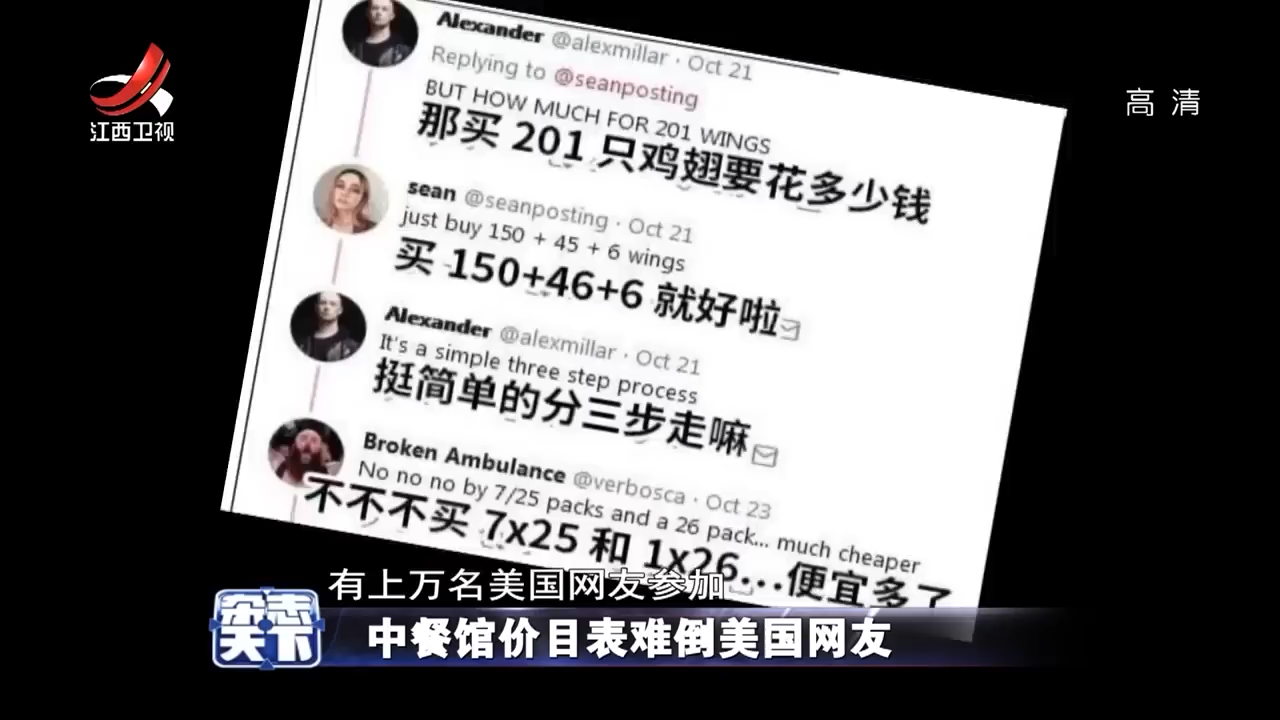 江西卫视
高清
Alexander @alexmillar · Oct 21
Replying to @seanposting
BUT HOW MUCH FOR 201 WINGS
那买 201 只鸡翅要花多少钱
sean @seanposting · Oct 21
just buy 150 + 45 + 6 wings
买 150+46+6 就好啦
Alexander @alexmillar · Oct 21
It's a simple three step process
挺简单的分三步走嘛
Broken Ambulance @verbosca · Oct 23
No no no by 7/25 packs and a 26 pack... much cheaper
不不不买 7x25 和 1x26...便宜多了
有上万名美国网友参加
杂志天下
中餐馆价目表难倒美国网友